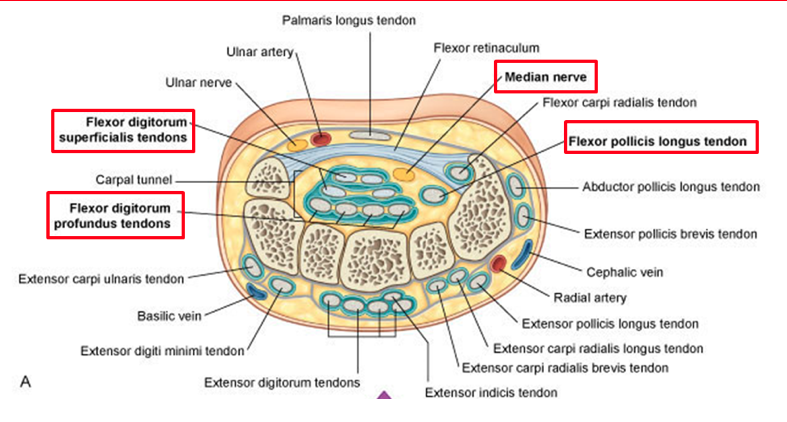 Palmaris longus tendon
Ulnar artery
Flexor retinaculum
Ulnar nerve
Median nerve
Flexor carpi radialis tendon
Flexor digitorum
superficialis tendons
Flexor pollicis longus tendon
Carpal tunnel
Abductor pollicis longus tendon
Flexor digitorum
profundus tendons
Extensor pollicis brevis tendon
Extensor carpi ulnaris tendon
Cephalic vein
Radial artery
Basilic vein
Extensor pollicis longus tendon
Extensor digiti minimi tendon
Extensor carpi radialis longus tendon
Extensor carpi radialis brevis tendon
A
Extensor digitorum tendons
Extensor indicis tendon